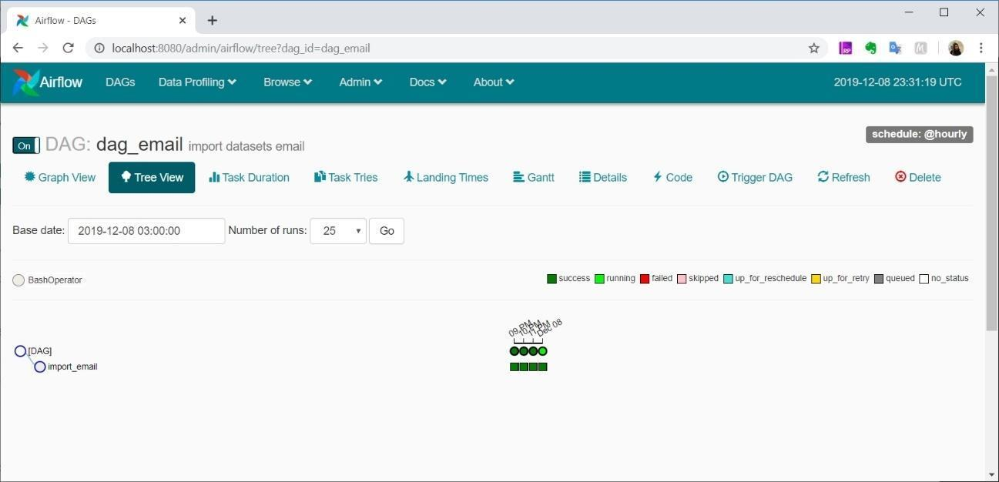 Airflow - DAGs
localhost:8080/admin/airflow/tree?dag_id=dag_email
RP
M
Airflow DAGs Data Profiling Browse Admin Docs About 2019-12-08 23:31:19 UTC
schedule: @hourly
On DAG: dag_email import datasets email
Graph View Tree View Task Duration Task Tries Landing Times Gantt Details Code Trigger DAG Refresh Delete
Base date: 2019-12-08 03:00:00 Number of runs: 25 Go
BashOperator success running failed skipped up_for_reschedule up_for_retry queued no_status
09 PM 10 PM 11 PM Dec 08
[DAG]
import_email